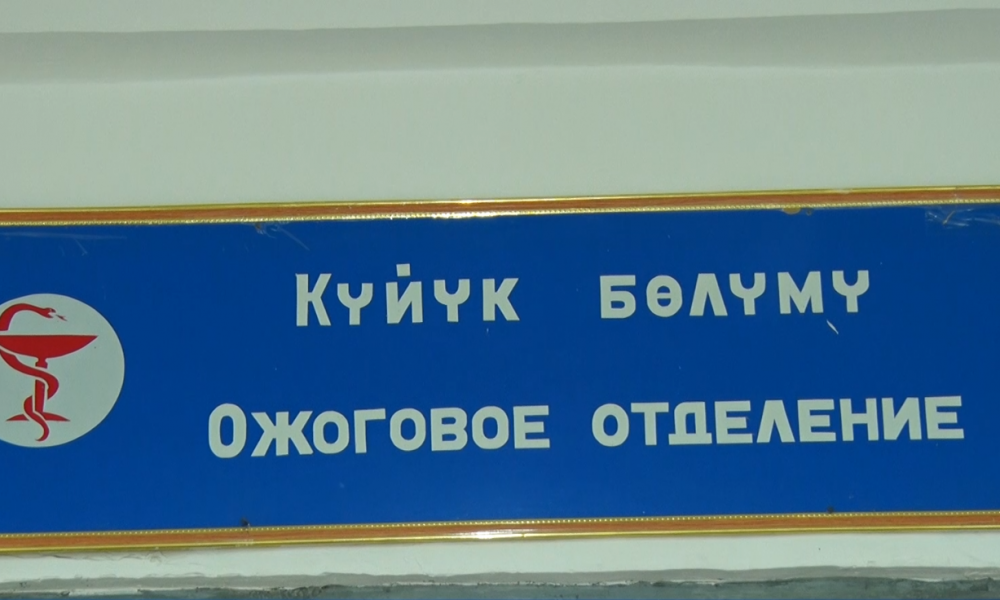 Күйүк бөлүмү
Ожоговое отделение